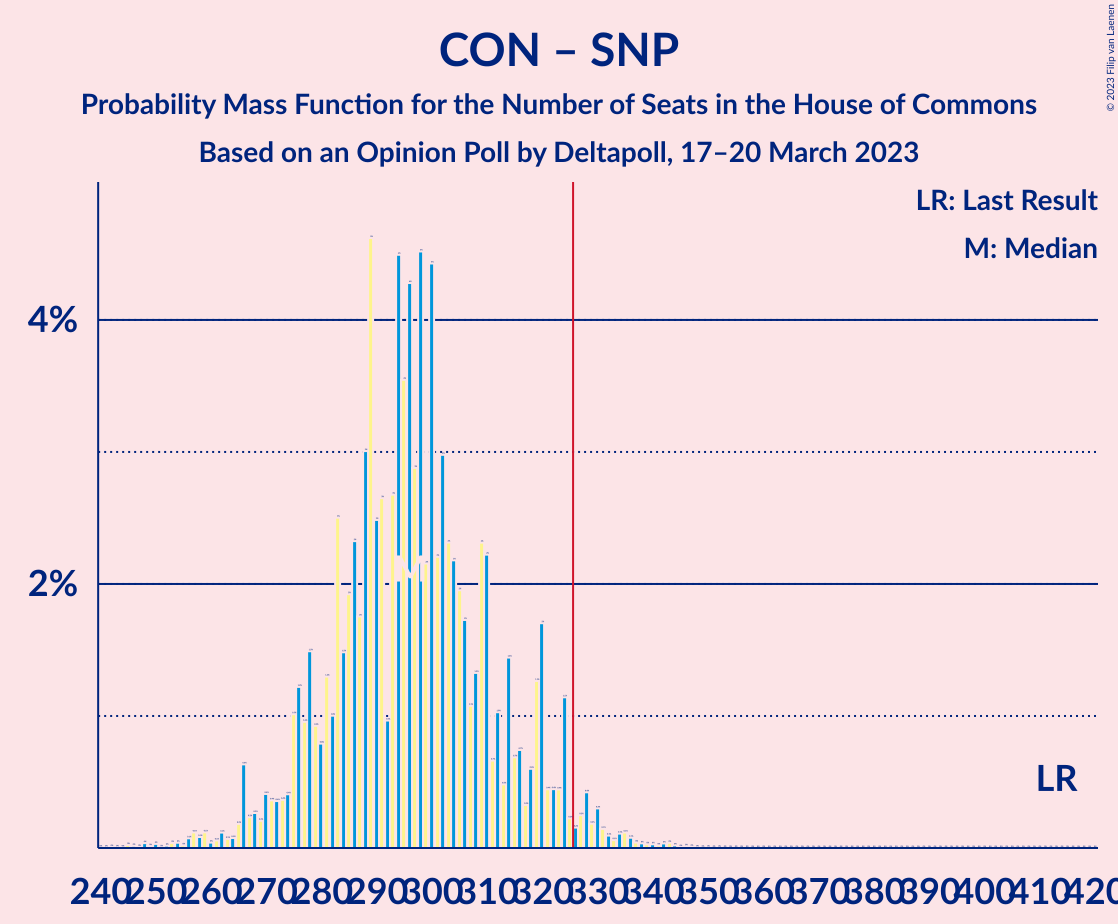 CON – SNP
Probability Mass Function for the Number of Seats in the House of Commons
Based on an Opinion Poll by Deltapoll, 17–20 March 2023
© 2023 Filip van Laenen
LR: Last Result
M: Median
4%
2%
M
LR
240 250 260 270 280 290 300 310 320 330 340 350 360 370 380 390 400 410 420